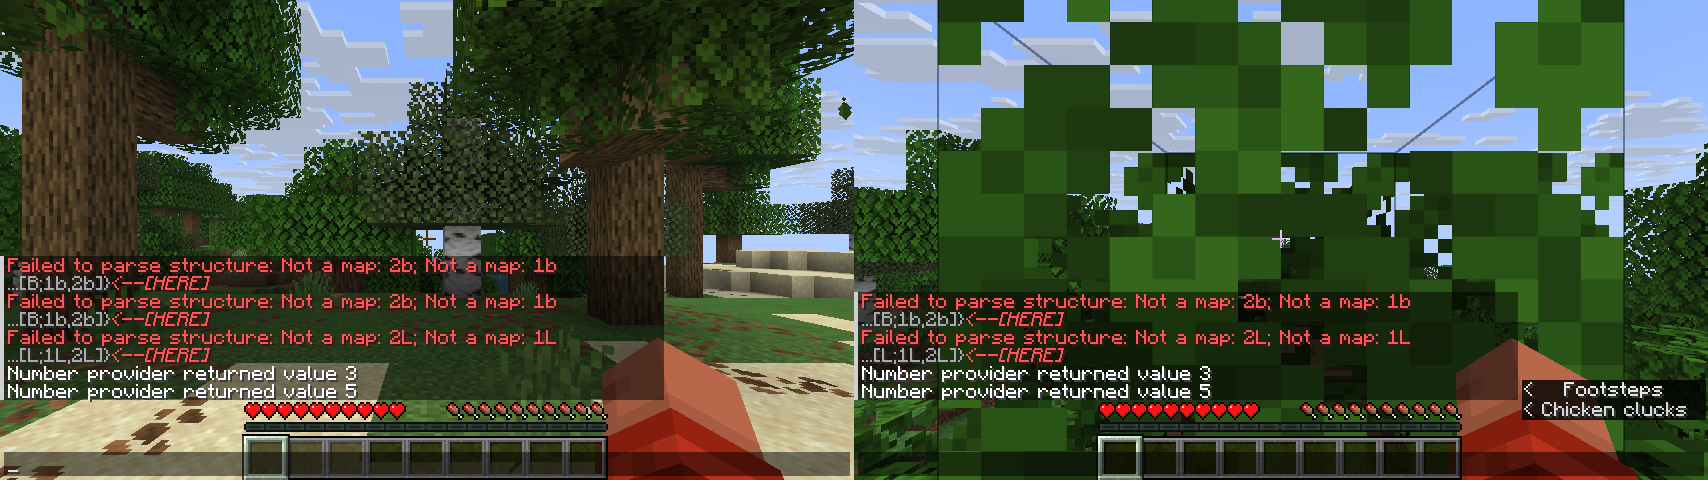 Failed to parse structure: Not a map: 2b; Not a map: 1b
...[B;1b,2b]}<--[HERE]
Failed to parse structure: Not a map: 2b; Not a map: 1b
...[B;1b,2b]}<--[HERE]
Failed to parse structure: Not a map: 2L; Not a map: 1L
...[L;1L,2L]}<--[HERE]
Number provider returned value 3
Number provider returned value 5
_
Failed to parse structure: Not a map: 2b; Not a map: 1b
...[B;1b,2b]}<--[HERE]
Failed to parse structure: Not a map: 2L; Not a map: 1L
...[L;1L,2L]}<--[HERE]
Number provider returned value 3
Number provider returned value 5
< Footsteps
< Chicken clucks